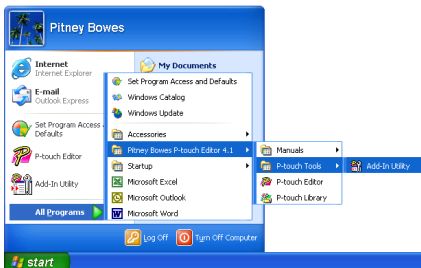 Pitney Bowes
Internet
Internet Explorer
E-mail
Outlook Express
Set Program Access
Defaults
P-touch Editor
Add-In Utility
All Programs
My Documents
Set Program Access and Defaults
Windows Catalog
Windows Update
Accessories
Pitney Bowes P-touch Editor 4.1
Startup
Microsoft Excel
Microsoft Outlook
Microsoft Word
Manuals
P-touch Tools
P-touch Editor
P-touch Library
Add-In Utility
Log Off
Turn Off Computer
start